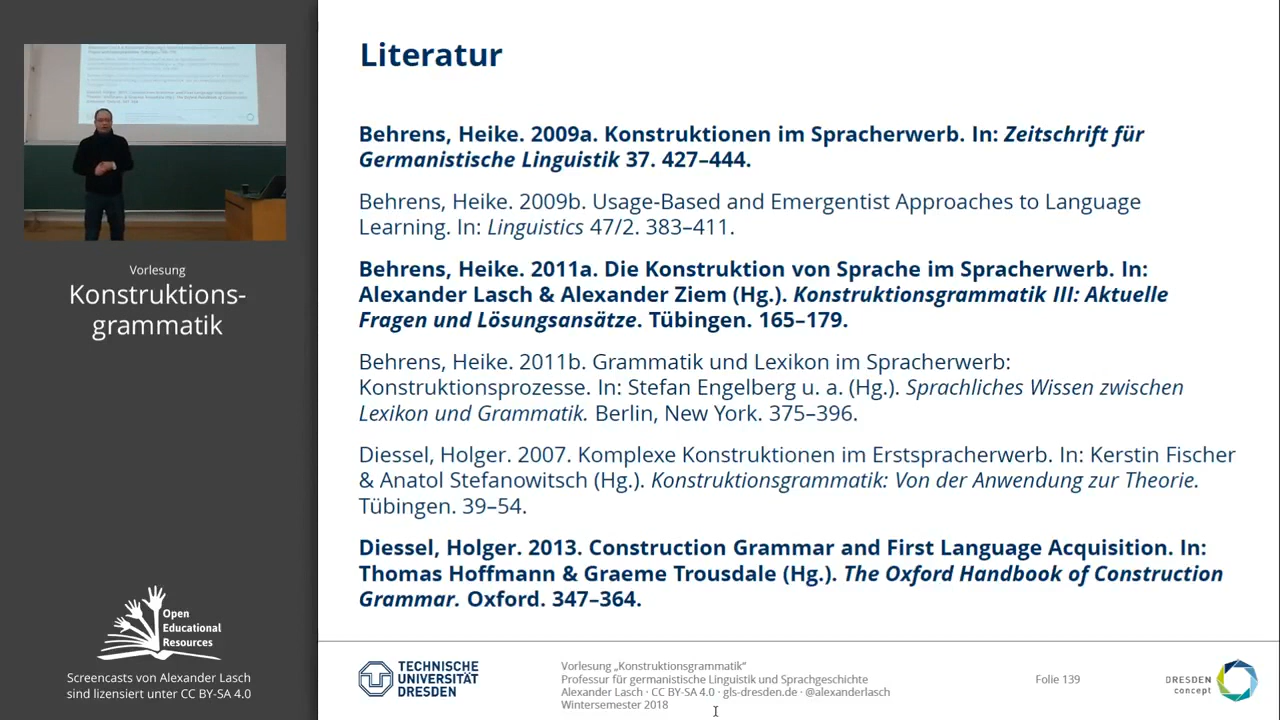 Vorlesung
Konstruktions-
grammatik
Open
Educational
Resources
Screencasts von Alexander Lasch
sind lizensiert unter CC BY-SA 4.0
Literatur
Behrens, Heike. 2009a. Konstruktionen im Spracherwerb. In: Zeitschrift für
Germanistische Linguistik 37. 427–444.
Behrens, Heike. 2009b. Usage-Based and Emergentist Approaches to Language
Learning. In: Linguistics 47/2. 383–411.
Behrens, Heike. 2011a. Die Konstruktion von Sprache im Spracherwerb. In:
Alexander Lasch & Alexander Ziem (Hg.). Konstruktionsgrammatik III: Aktuelle
Fragen und Lösungsansätze. Tübingen. 165–179.
Behrens, Heike. 2011b. Grammatik und Lexikon im Spracherwerb:
Konstruktionsprozesse. In: Stefan Engelberg u. a. (Hg.). Sprachliches Wissen zwischen
Lexikon und Grammatik. Berlin, New York. 375–396.
Diessel, Holger. 2007. Komplexe Konstruktionen im Erstspracherwerb. In: Kerstin Fischer
& Anatol Stefanowitsch (Hg.). Konstruktionsgrammatik: Von der Anwendung zur Theorie.
Tübingen. 39–54.
Diessel, Holger. 2013. Construction Grammar and First Language Acquisition. In:
Thomas Hoffmann & Graeme Trousdale (Hg.). The Oxford Handbook of Construction
Grammar. Oxford. 347–364.
TECHNISCHE
UNIVERSITÄT
DRESDEN
Vorlesung „Konstruktionsgrammatik“
Professur für germanistische Linguistik und Sprachgeschichte
Alexander Lasch · CC BY-SA 4.0 · gls-dresden.de · @alexanderlasch
Wintersemester 2018
Folie 139
DRESDEN
concept